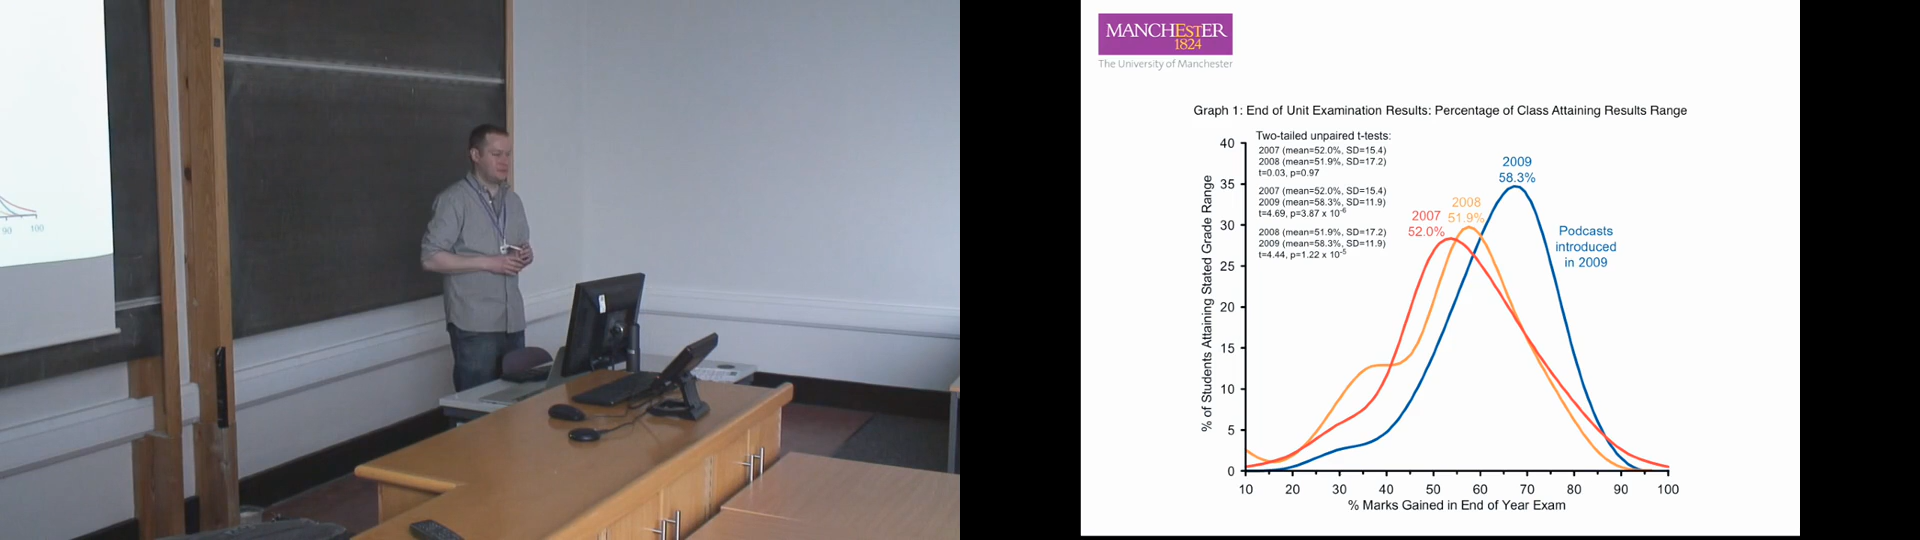 90 100
MANCHESTER
1824
The University of Manchester
Graph 1: End of Unit Examination Results: Percentage of Class Attaining Results Range
Two-tailed unpaired t-tests:
2007 (mean=52.0%, SD=15.4)
2008 (mean=51.9%, SD=17.2)
t=0.03, p=0.97
2007 (mean=52.0%, SD=15.4)
2009 (mean=58.3%, SD=11.9)
t=4.69, p=3.87 x 10⁻⁶
2008 (mean=51.9%, SD=17.2)
2009 (mean=58.3%, SD=11.9)
t=4.44, p=1.22 x 10⁻⁵
2007
52.0%
2008
51.9%
2009
58.3%
Podcasts
introduced
in 2009
% of Students Attaining Stated Grade Range
40
35
30
25
20
15
10
5
0
10 20 30 40 50 60 70 80 90 100
% Marks Gained in End of Year Exam